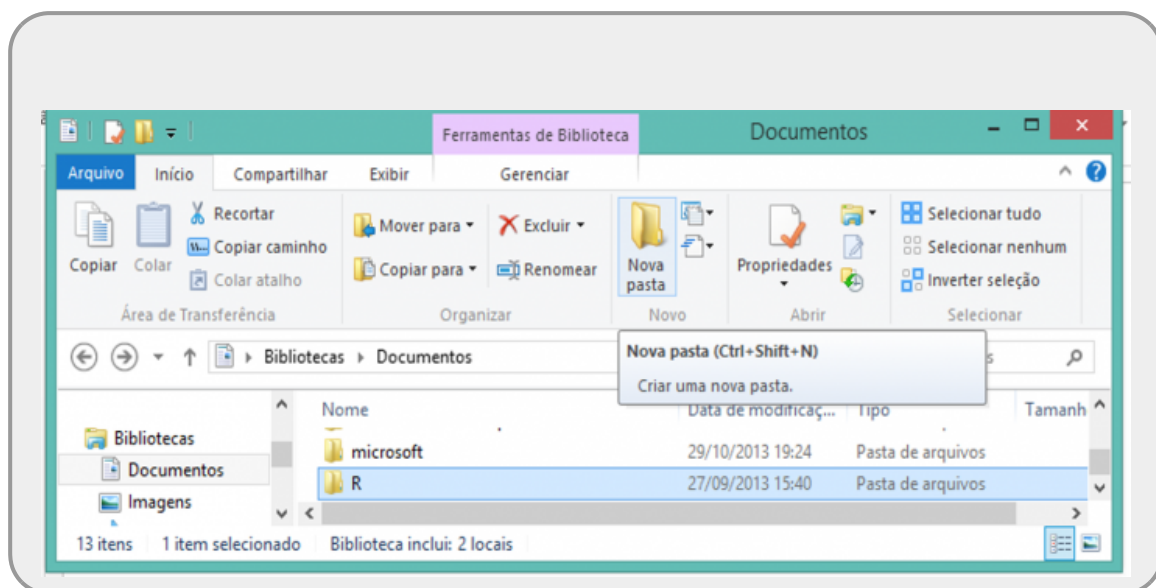 Ferramentas de Biblioteca Documentos
Arquivo Início Compartilhar Exibir Gerenciar
Copiar
Colar
Recortar
Copiar caminho
Colar atalho
Área de Transferência
Mover para
Copiar para
Excluir
Renomear
Organizar
Nova
pasta
Novo
Propriedades
Abrir
Selecionar tudo
Selecionar nenhum
Inverter seleção
Selecionar
Bibliotecas Documentos
Nova pasta (Ctrl+Shift+N)
Criar uma nova pasta.
Bibliotecas
Documentos
Imagens
Nome Data de modificaç... Tipo Tamanh
microsoft 29/10/2013 19:24 Pasta de arquivos
R 27/09/2013 15:40 Pasta de arquivos
13 itens 1 item selecionado Biblioteca inclui: 2 locais